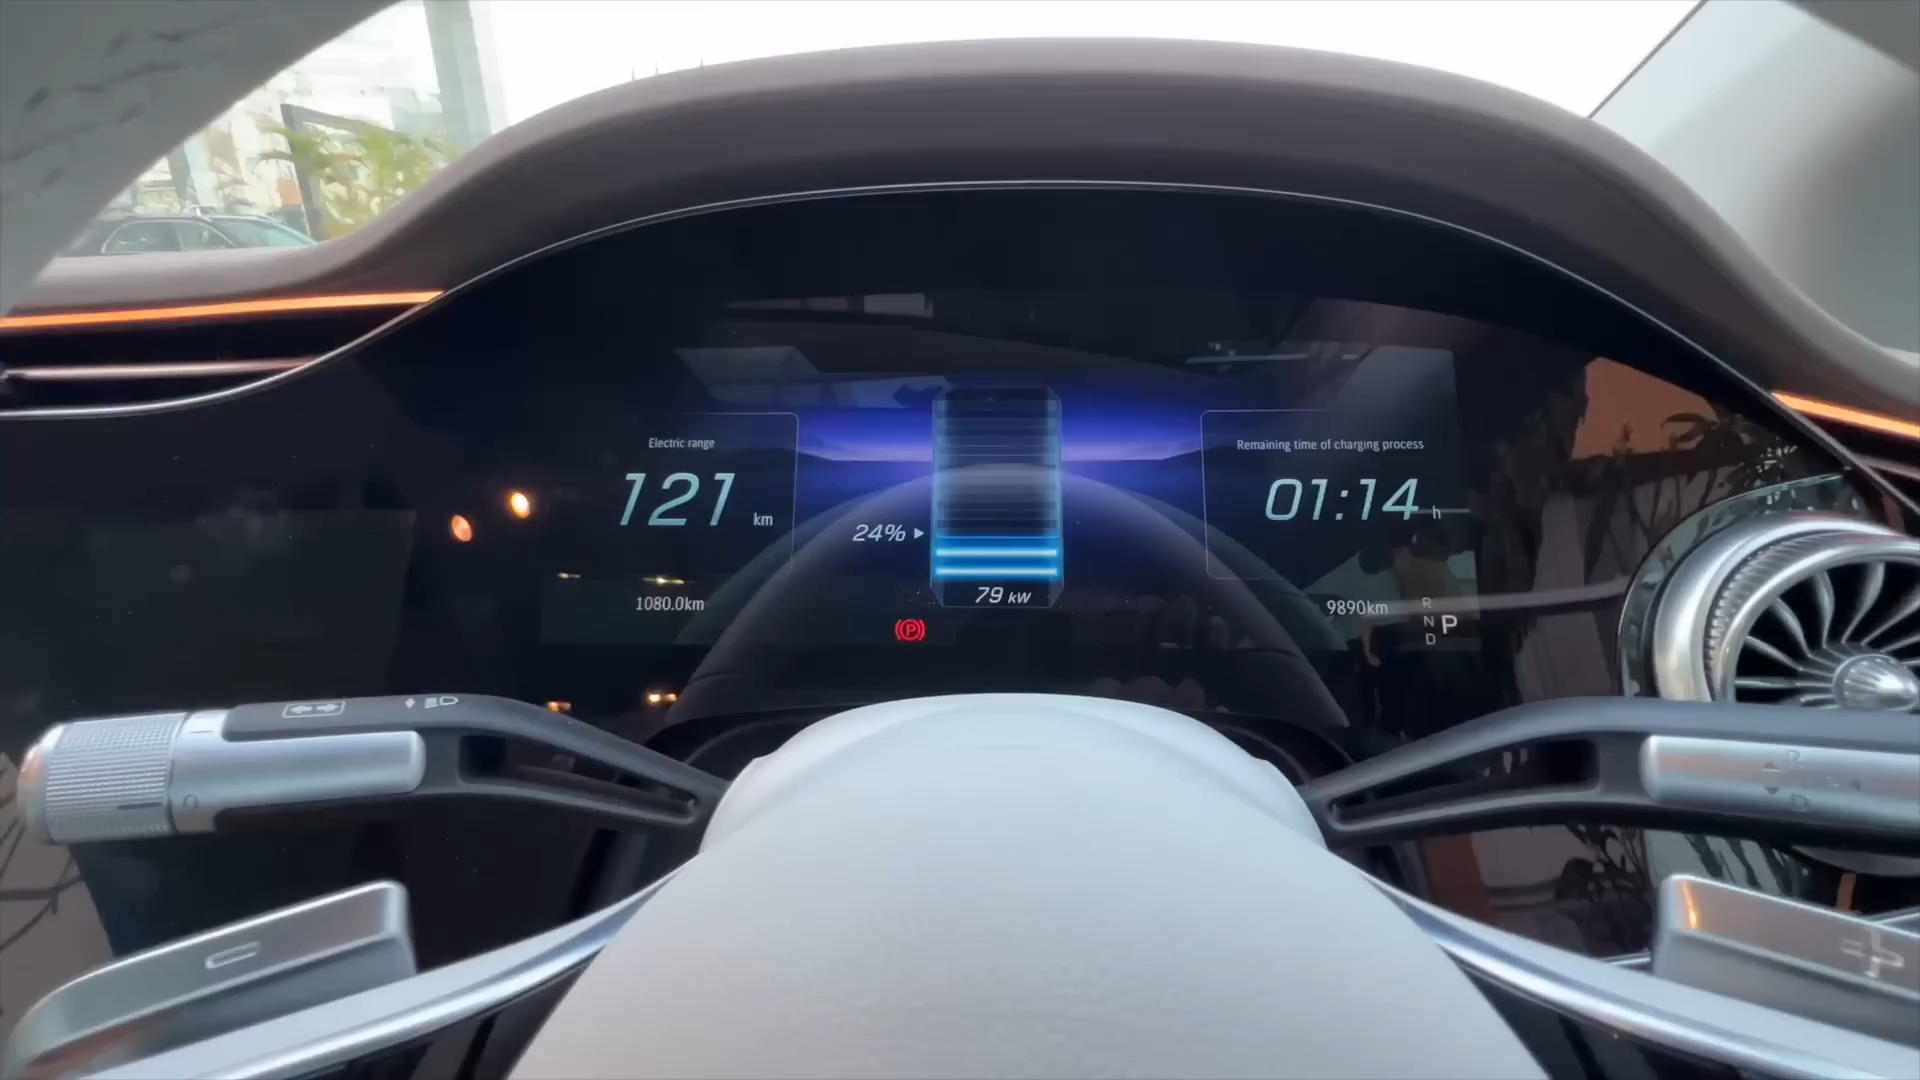 Electric range
121 km
24%
79 kW
Remaining time of charging process
01:14 h
1080.0km
9890km
R
N P
D